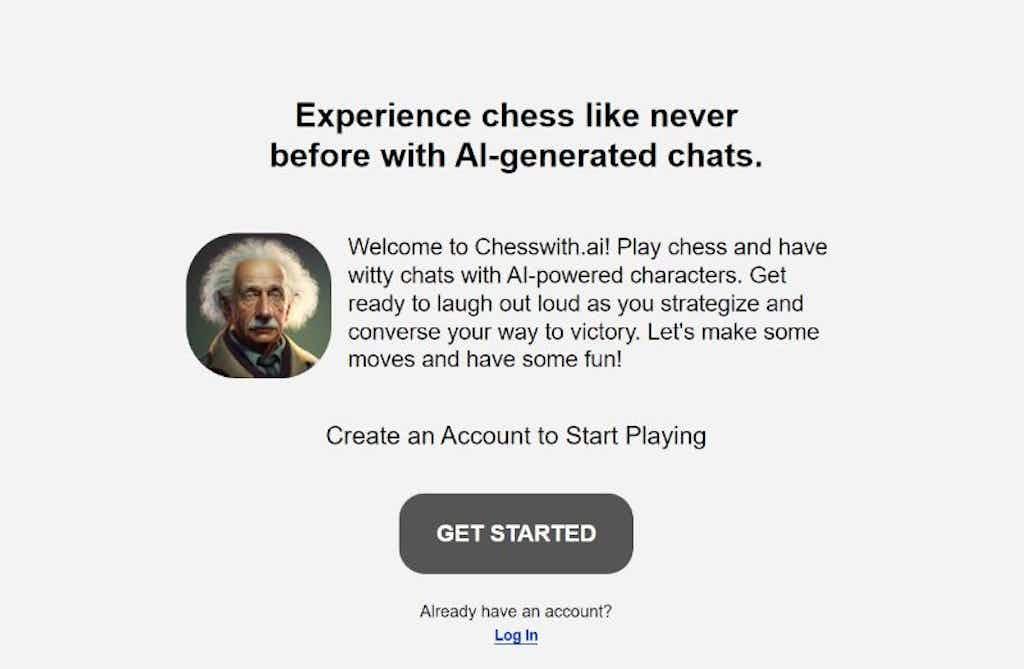 Experience chess like never
before with AI-generated chats.
Welcome to Chesswith.ai! Play chess and have
witty chats with AI-powered characters. Get
ready to laugh out loud as you strategize and
converse your way to victory. Let's make some
moves and have some fun!
Create an Account to Start Playing
GET STARTED
Already have an account?
Log In